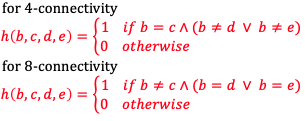 for 4-connectivity
h(b, c, d, e) = {1 if b = c ∧ (b ≠ d ∨ b ≠ e)
0 otherwise
for 8-connectivity
h(b, c, d, e) = {1 if b ≠ c ∧ (b = d ∨ b = e)
0 otherwise